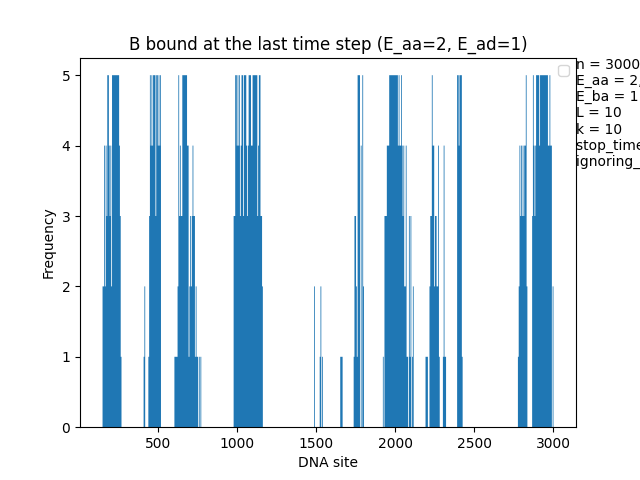 B bound at the last time step (E_aa=2, E_ad=1)
n = 3000
E_aa = 2,
E_ba = 1
L = 10
k = 10
stop_time
ignoring_
Frequency
5
4
3
2
1
0
500
1000
1500
2000
2500
3000
DNA site